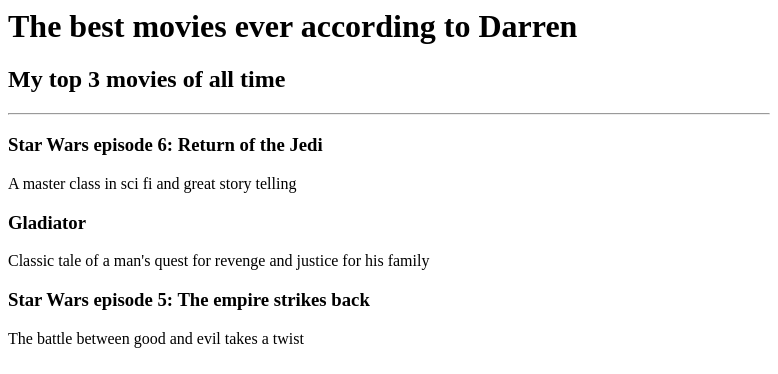 The best movies ever according to Darren
My top 3 movies of all time
Star Wars episode 6: Return of the Jedi
A master class in sci fi and great story telling
Gladiator
Classic tale of a man's quest for revenge and justice for his family
Star Wars episode 5: The empire strikes back
The battle between good and evil takes a twist